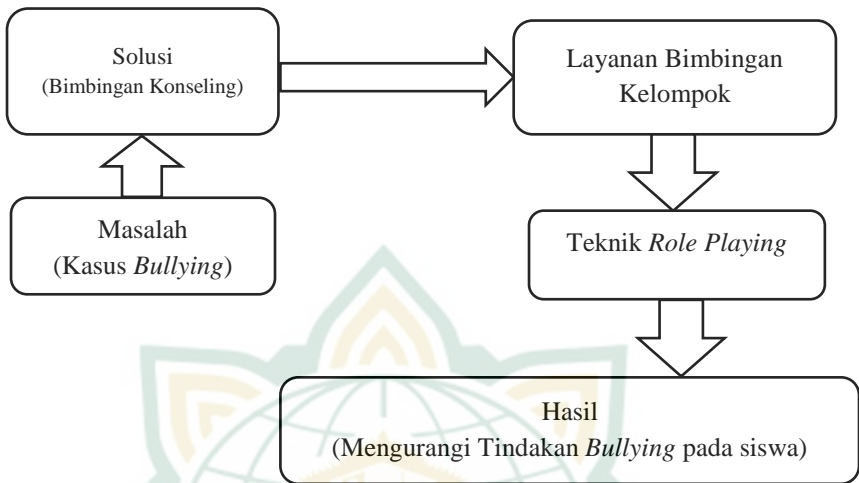 Solusi
(Bimbingan Konseling)
Layanan Bimbingan
Kelompok
Masalah
(Kasus Bullying)
Teknik Role Playing
Hasil
(Mengurangi Tindakan Bullying pada siswa)